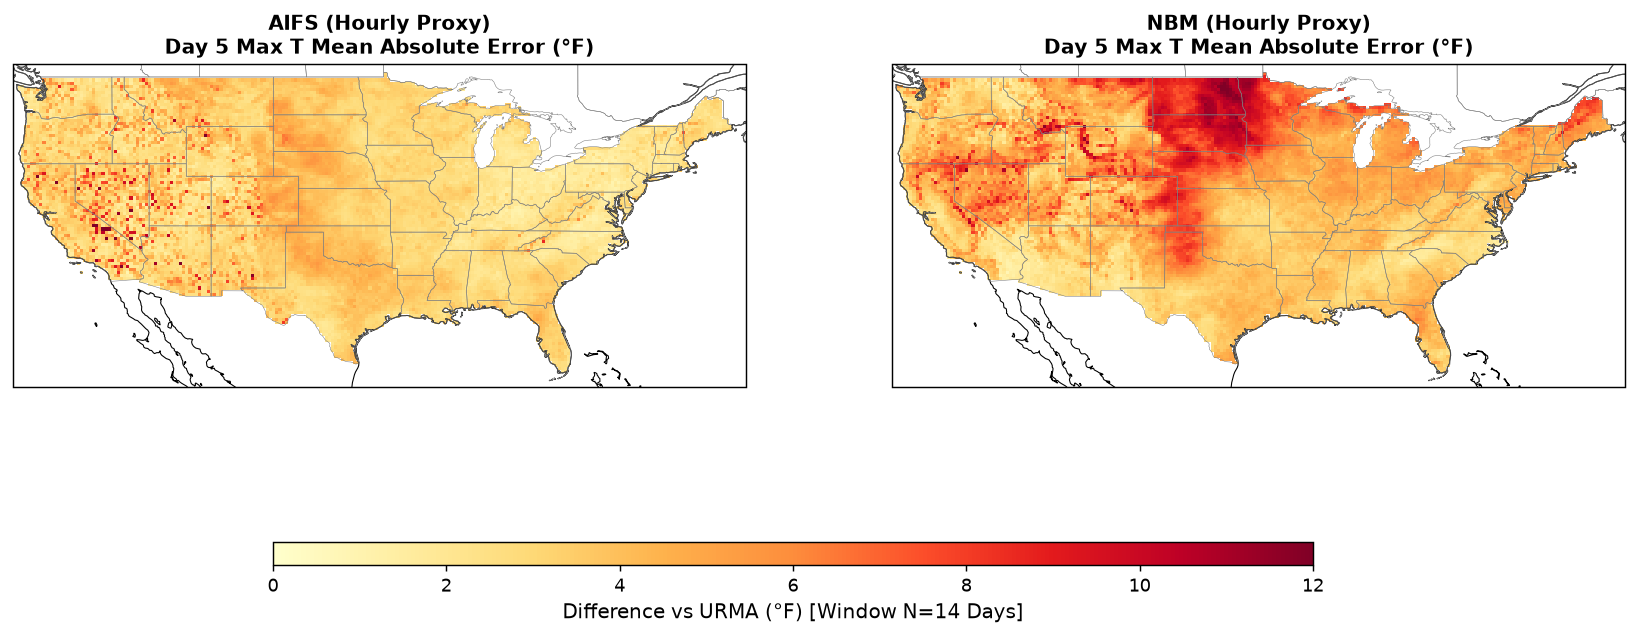 AIFS (Hourly Proxy)
Day 5 Max T Mean Absolute Error (°F)
NBM (Hourly Proxy)
Day 5 Max T Mean Absolute Error (°F)
0 2 4 6 8 10 12
Difference vs URMA (°F) [Window N=14 Days]